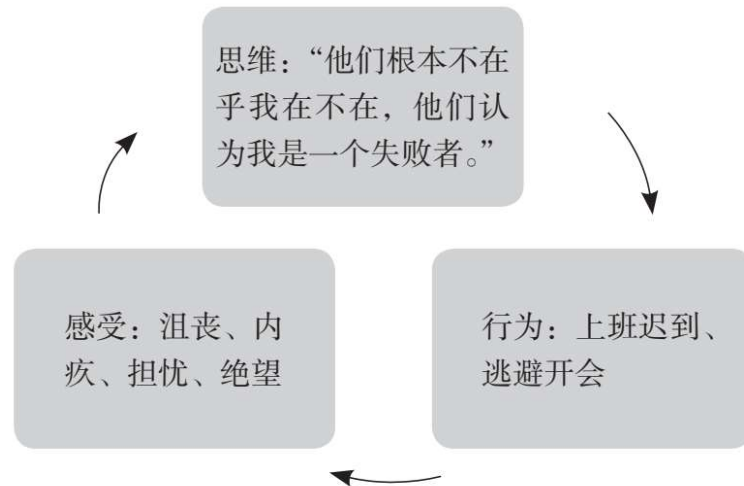 思维：“他们根本不在
乎我在不在，他们认
为我是一个失败者。”
感受：沮丧、内
疚、担忧、绝望
行为：上班迟到、
逃避开会